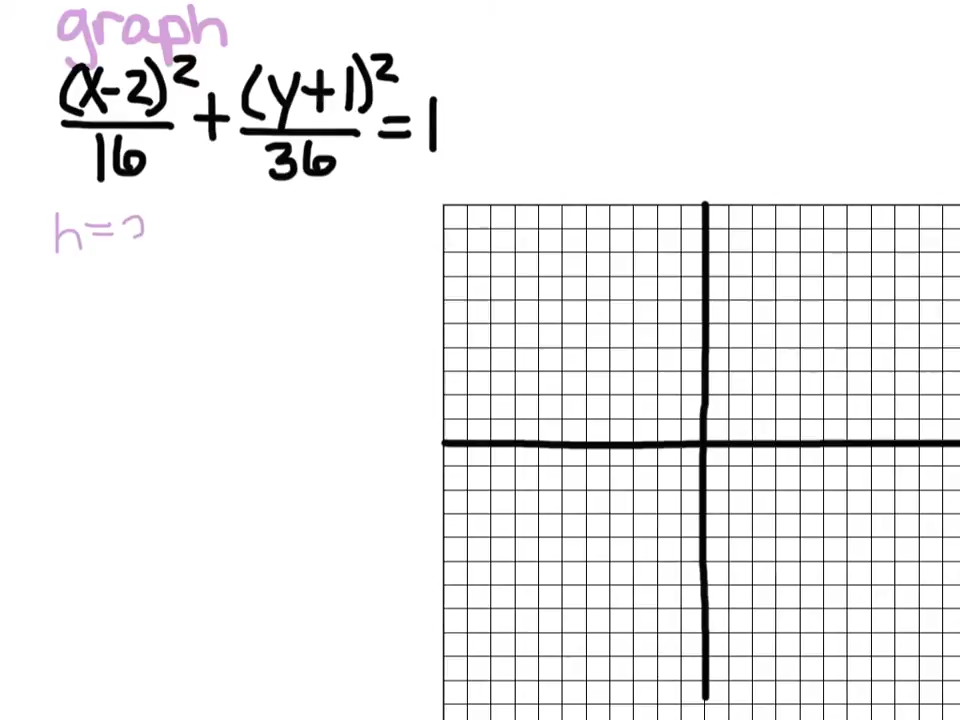 graph
(x-2)²/16 + (y+1)²/36 = 1
h=